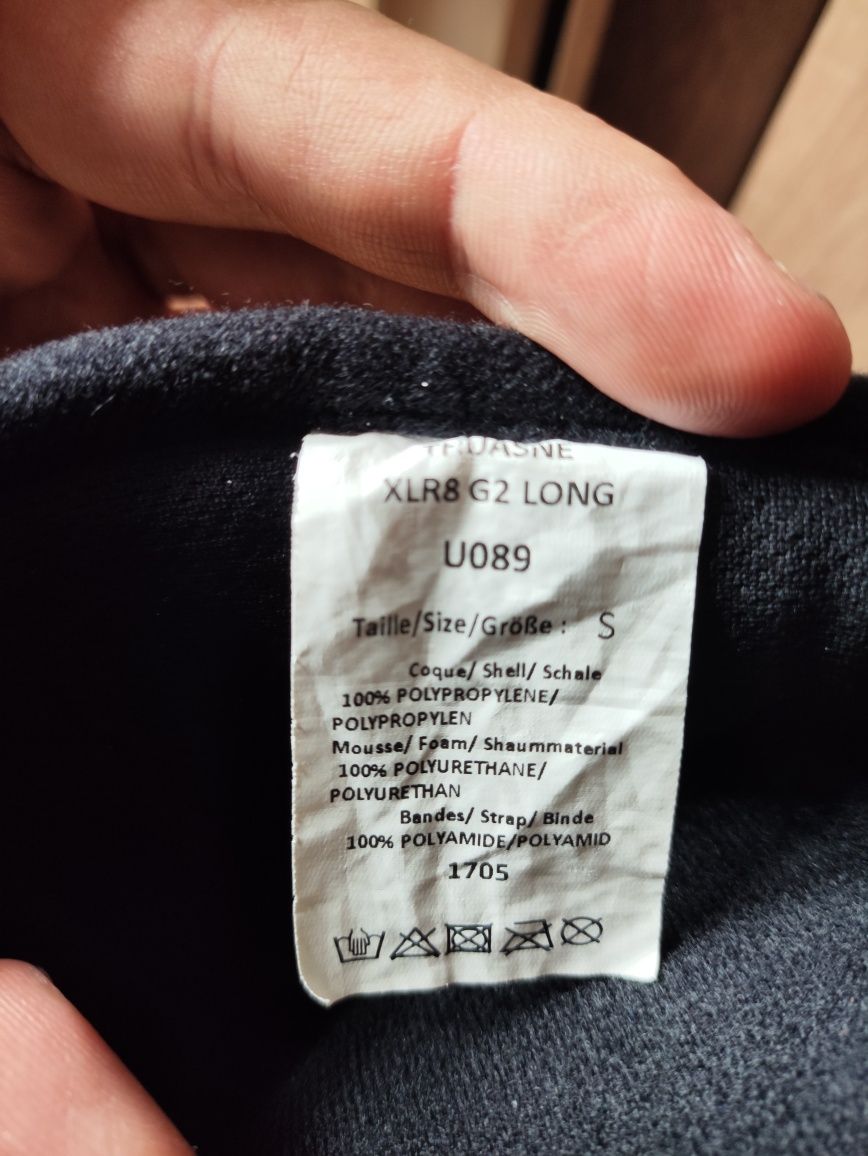 THUASNE
XLR8 G2 LONG
U089
Taille/Size/Größe : S
Coque/ Shell/ Schale
100% POLYPROPYLENE/
POLYPROPYLEN
Mousse/ Foam/ Shaummaterial
100% POLYURETHANE/
POLYURETHAN
Bandes/ Strap/ Binde
100% POLYAMIDE/POLYAMID
1705